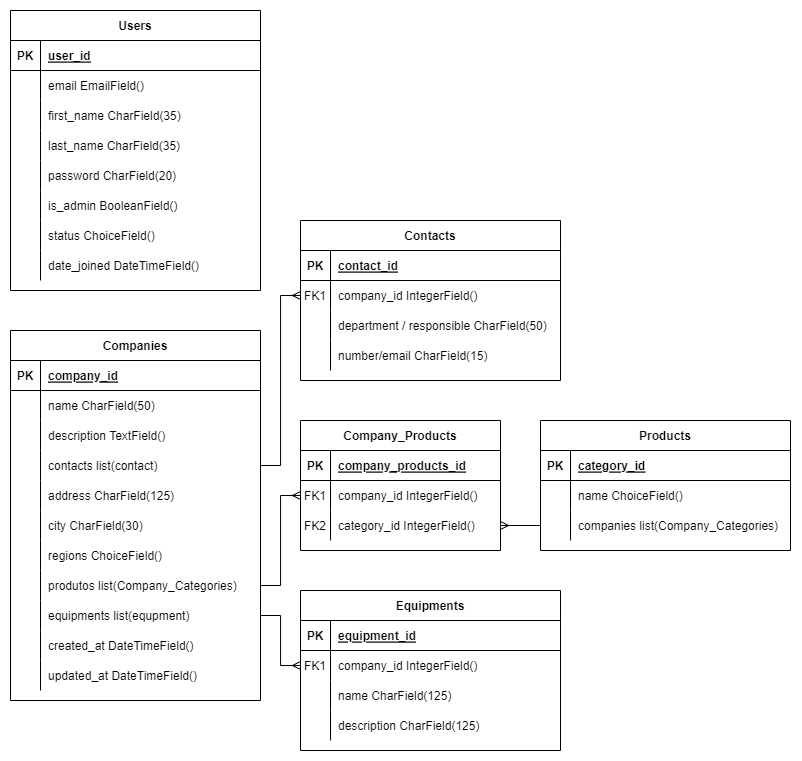 Users
PK user_id
email EmailField()
first_name CharField(35)
last_name CharField(35)
password CharField(20)
is_admin BooleanField()
status ChoiceField()
date_joined DateTimeField()
Contacts
PK contact_id
FK1 company_id IntegerField()
department / responsible CharField(50)
number/email CharField(15)
Companies
PK company_id
name CharField(50)
description TextField()
contacts list(contact)
address CharField(125)
city CharField(30)
regions ChoiceField()
produtos list(Company_Categories)
equipments list(equpment)
created_at DateTimeField()
updated_at DateTimeField()
Company_Products
PK company_products_id
FK1 company_id IntegerField()
FK2 category_id IntegerField()
Products
PK category_id
name ChoiceField()
companies list(Company_Categories)
Equipments
PK equipment_id
FK1 company_id IntegerField()
name CharField(125)
description CharField(125)